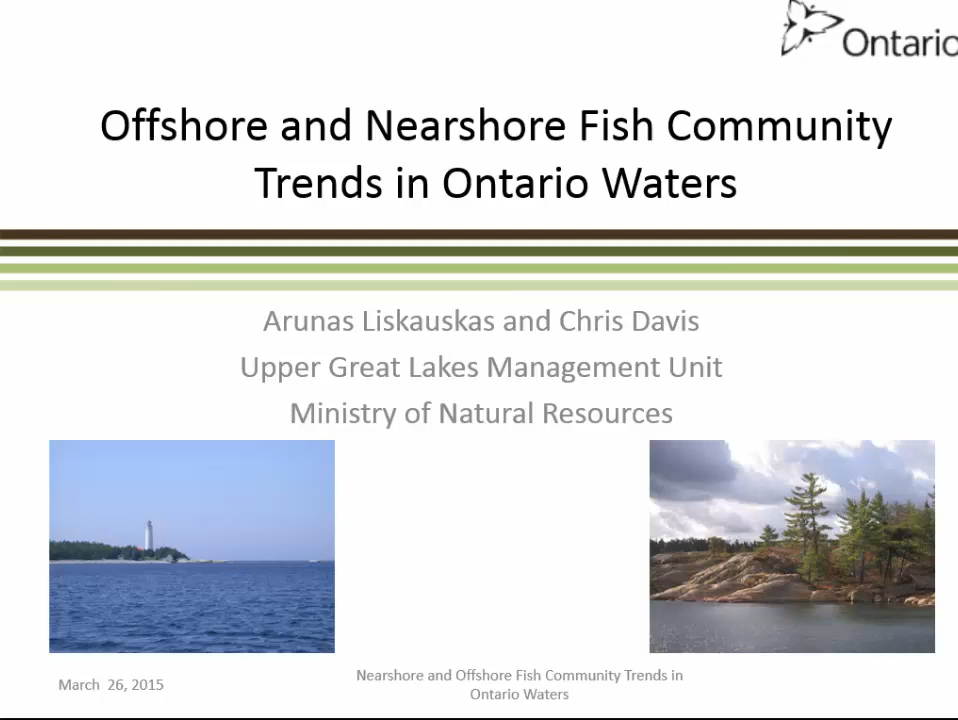 Ontario
Offshore and Nearshore Fish Community
Trends in Ontario Waters
Arunas Liskauskas and Chris Davis
Upper Great Lakes Management Unit
Ministry of Natural Resources
March 26, 2015
Nearshore and Offshore Fish Community Trends in
Ontario Waters